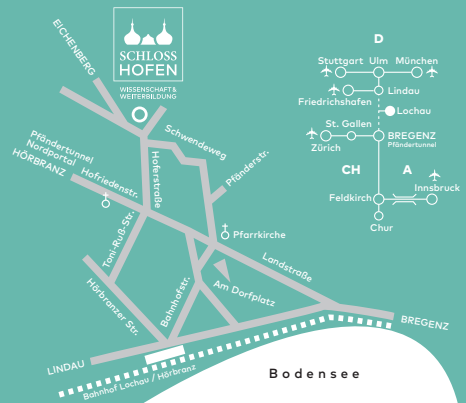 SCHLOSS
HOFEN
WISSENSCHAFT &
WEITERBILDUNG
EICHENBERG
Schwendeweg
Pfändertunnel
Nordportal
HÖRBRANZ
Hofriedenstr.
Hoferstraße
Pfänderstr.
Toni-Ruß-Str.
Pfarrkirche
Landstraße
Hörbranzer Str.
Bahnhofstr.
Am Dorfplatz
LINDAU
Bahnhof Lochau / Hörbranz
BREGENZ
Bodensee
D
Stuttgart Ulm München
Lindau
Friedrichshafen
Lochau
St. Gallen
BREGENZ
Pfändertunnel
Zürich
CH A
Innsbruck
Feldkirch
Chur